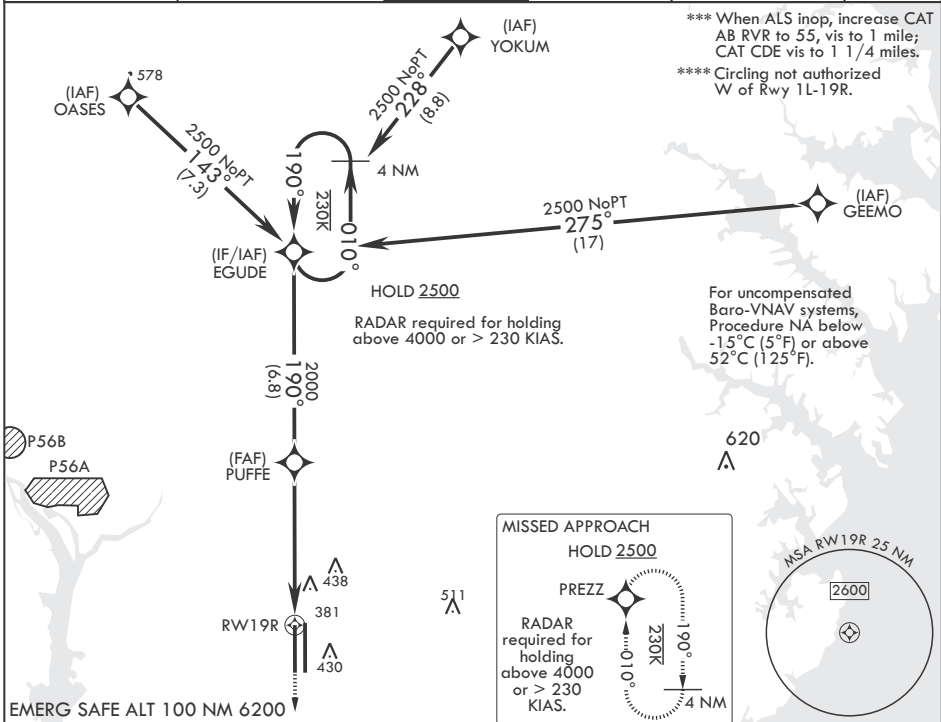 *** When ALS inop, increase CAT
AB RVR to 55, vis to 1 mile;
CAT CDE vis to 1 1/4 miles.
**** Circling not authorized
W of Rwy 1L-19R.
(IAF)
YOKUM
578
(IAF)
OASES
2500 NoPT
228°
(8.8)
2500 NoPT
143°
(7.3)
190°
230K
010°
4 NM
(IAF)
GEEMO
2500 NoPT
275°
(17)
(IF/IAF)
EGUDE
HOLD 2500
RADAR required for holding
above 4000 or > 230 KIAS.
For uncompensated
Baro-VNAV systems,
Procedure NA below
-15°C (5°F) or above
52°C (125°F).
2000
190°
(6.8)
P56B
P56A
(FAF)
PUFFE
620
438
511
RW19R
381
430
MISSED APPROACH
HOLD 2500
PREZZ
RADAR
required for
holding
above 4000
or > 230
KIAS.
010°
230K
190°
4 NM
MSA RW19R 25 NM
2600
EMERG SAFE ALT 100 NM 6200